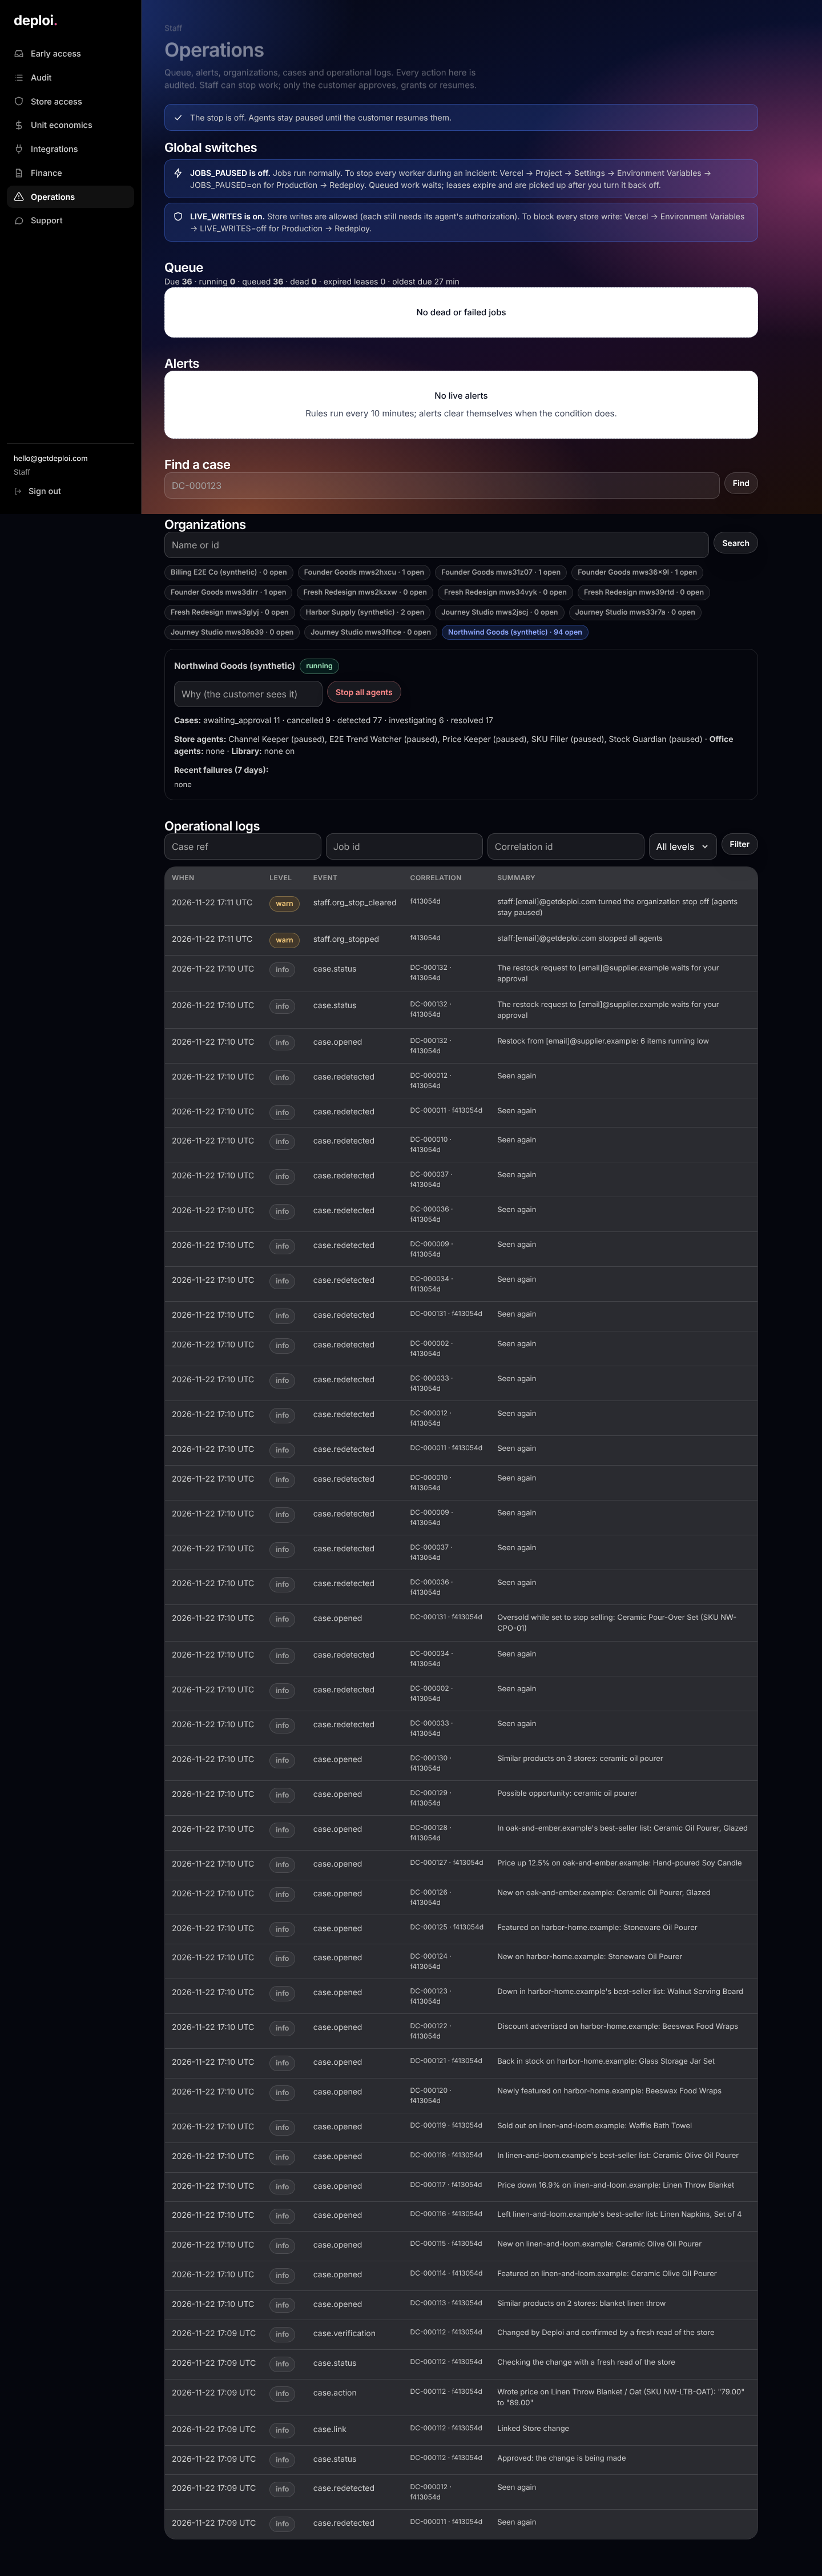 deploi.
Early access
Audit
Store access
Unit economics
Integrations
Finance
Operations
Support
hello@getdeploi.com
Staff
Sign out
Staff
Operations
Queue, alerts, organizations, cases and operational logs. Every action here is
audited. Staff can stop work; only the customer approves, grants or resumes.
The stop is off. Agents stay paused until the customer resumes them.
Global switches
JOBS_PAUSED is off. Jobs run normally. To stop every worker during an incident: Vercel → Project → Settings → Environment Variables →
JOBS_PAUSED=on for Production → Redeploy. Queued work waits; leases expire and are picked up after you turn it back off.
LIVE_WRITES is on. Store writes are allowed (each still needs its agent's authorization). To block every store write: Vercel → Environment Variables
→ LIVE_WRITES=off for Production → Redeploy.
Queue
Due 36 · running 0 · queued 36 · dead 0 · expired leases 0 · oldest due 27 min
No dead or failed jobs
Alerts
No live alerts
Rules run every 10 minutes; alerts clear themselves when the condition does.
Find a case
DC-000123 Find
Organizations
Name or id Search
Billing E2E Co (synthetic) · 0 open Founder Goods mws2hxcu · 1 open Founder Goods mws31z07 · 1 open Founder Goods mws36x9l · 1 open
Founder Goods mws3dirr · 1 open Fresh Redesign mws2kxxw · 0 open Fresh Redesign mws34vyk · 0 open Fresh Redesign mws39rtd · 0 open
Fresh Redesign mws3glyj · 0 open Harbor Supply (synthetic) · 2 open Journey Studio mws2jscj · 0 open Journey Studio mws33r7a · 0 open
Journey Studio mws38o39 · 0 open Journey Studio mws3fhce · 0 open Northwind Goods (synthetic) · 94 open
Northwind Goods (synthetic) running
Why (the customer sees it) Stop all agents
Cases: awaiting_approval 11 · cancelled 9 · detected 77 · investigating 6 · resolved 17
Store agents: Channel Keeper (paused), E2E Trend Watcher (paused), Price Keeper (paused), SKU Filler (paused), Stock Guardian (paused) · Office
agents: none · Library: none on
Recent failures (7 days):
none
Operational logs
Case ref Job id Correlation id All levels Filter
WHEN LEVEL EVENT CORRELATION SUMMARY
2026-11-22 17:11 UTC warn staff.org_stop_cleared f413054d staff:[email]@getdeploi.com turned the organization stop off (agents
stay paused)
2026-11-22 17:11 UTC warn staff.org_stopped f413054d staff:[email]@getdeploi.com stopped all agents
2026-11-22 17:10 UTC info case.status DC-000132 · The restock request to [email]@supplier.example waits for your
f413054d approval
2026-11-22 17:10 UTC info case.status DC-000132 · The restock request to [email]@supplier.example waits for your
f413054d approval
2026-11-22 17:10 UTC info case.opened DC-000132 · Restock from [email]@supplier.example: 6 items running low
f413054d
2026-11-22 17:10 UTC info case.redetected DC-000012 · Seen again
f413054d
2026-11-22 17:10 UTC info case.redetected DC-000011 · f413054d Seen again
2026-11-22 17:10 UTC info case.redetected DC-000010 · Seen again
f413054d
2026-11-22 17:10 UTC info case.redetected DC-000037 · Seen again
f413054d
2026-11-22 17:10 UTC info case.redetected DC-000036 · Seen again
f413054d
2026-11-22 17:10 UTC info case.redetected DC-000009 · Seen again
f413054d
2026-11-22 17:10 UTC info case.redetected DC-000034 · Seen again
f413054d
2026-11-22 17:10 UTC info case.redetected DC-000131 · f413054d Seen again
2026-11-22 17:10 UTC info case.redetected DC-000002 · Seen again
f413054d
2026-11-22 17:10 UTC info case.redetected DC-000033 · Seen again
f413054d
2026-11-22 17:10 UTC info case.redetected DC-000012 · Seen again
f413054d
2026-11-22 17:10 UTC info case.redetected DC-000011 · f413054d Seen again
2026-11-22 17:10 UTC info case.redetected DC-000010 · Seen again
f413054d
2026-11-22 17:10 UTC info case.redetected DC-000009 · Seen again
f413054d
2026-11-22 17:10 UTC info case.redetected DC-000037 · Seen again
f413054d
2026-11-22 17:10 UTC info case.redetected DC-000036 · Seen again
f413054d
2026-11-22 17:10 UTC info case.opened DC-000131 · f413054d Oversold while set to stop selling: Ceramic Pour-Over Set (SKU NW-
CPO-01)
2026-11-22 17:10 UTC info case.redetected DC-000034 · Seen again
f413054d
2026-11-22 17:10 UTC info case.redetected DC-000002 · Seen again
f413054d
2026-11-22 17:10 UTC info case.redetected DC-000033 · Seen again
f413054d
2026-11-22 17:10 UTC info case.opened DC-000130 · Similar products on 3 stores: ceramic oil pourer
f413054d
2026-11-22 17:10 UTC info case.opened DC-000129 · Possible opportunity: ceramic oil pourer
f413054d
2026-11-22 17:10 UTC info case.opened DC-000128 · In oak-and-ember.example's best-seller list: Ceramic Oil Pourer, Glazed
f413054d
2026-11-22 17:10 UTC info case.opened DC-000127 · f413054d Price up 12.5% on oak-and-ember.example: Hand-poured Soy Candle
2026-11-22 17:10 UTC info case.opened DC-000126 · New on oak-and-ember.example: Ceramic Oil Pourer, Glazed
f413054d
2026-11-22 17:10 UTC info case.opened DC-000125 · f413054d Featured on harbor-home.example: Stoneware Oil Pourer
2026-11-22 17:10 UTC info case.opened DC-000124 · New on harbor-home.example: Stoneware Oil Pourer
f413054d
2026-11-22 17:10 UTC info case.opened DC-000123 · Down in harbor-home.example's best-seller list: Walnut Serving Board
f413054d
2026-11-22 17:10 UTC info case.opened DC-000122 · Discount advertised on harbor-home.example: Beeswax Food Wraps
f413054d
2026-11-22 17:10 UTC info case.opened DC-000121 · f413054d Back in stock on harbor-home.example: Glass Storage Jar Set
2026-11-22 17:10 UTC info case.opened DC-000120 · Newly featured on harbor-home.example: Beeswax Food Wraps
f413054d
2026-11-22 17:10 UTC info case.opened DC-000119 · f413054d Sold out on linen-and-loom.example: Waffle Bath Towel
2026-11-22 17:10 UTC info case.opened DC-000118 · f413054d In linen-and-loom.example's best-seller list: Ceramic Olive Oil Pourer
2026-11-22 17:10 UTC info case.opened DC-000117 · f413054d Price down 16.9% on linen-and-loom.example: Linen Throw Blanket
2026-11-22 17:10 UTC info case.opened DC-000116 · f413054d Left linen-and-loom.example's best-seller list: Linen Napkins, Set of 4
2026-11-22 17:10 UTC info case.opened DC-000115 · f413054d New on linen-and-loom.example: Ceramic Olive Oil Pourer
2026-11-22 17:10 UTC info case.opened DC-000114 · f413054d Featured on linen-and-loom.example: Ceramic Olive Oil Pourer
2026-11-22 17:10 UTC info case.opened DC-000113 · f413054d Similar products on 2 stores: blanket linen throw
2026-11-22 17:09 UTC info case.verification DC-000112 · f413054d Changed by Deploi and confirmed by a fresh read of the store
2026-11-22 17:09 UTC info case.status DC-000112 · f413054d Checking the change with a fresh read of the store
2026-11-22 17:09 UTC info case.action DC-000112 · f413054d Wrote price on Linen Throw Blanket / Oat (SKU NW-LTB-OAT): "79.00"
to "89.00"
2026-11-22 17:09 UTC info case.link DC-000112 · f413054d Linked Store change
2026-11-22 17:09 UTC info case.status DC-000112 · f413054d Approved: the change is being made
2026-11-22 17:09 UTC info case.redetected DC-000012 · Seen again
f413054d
2026-11-22 17:09 UTC info case.redetected DC-000011 · f413054d Seen again